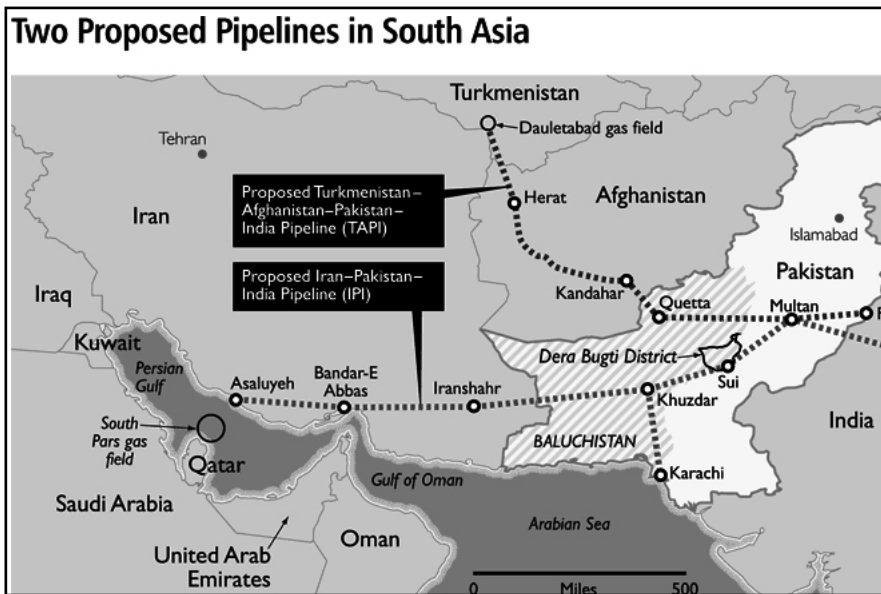 Two Proposed Pipelines in South Asia
Turkmenistan
Dauletabad gas field
Tehran
Proposed Turkmenistan–
Afghanistan–Pakistan–
India Pipeline (TAPI)
Herat
Afghanistan
Iran
Islamabad
Pakistan
Proposed Iran–Pakistan–
India Pipeline (IPI)
Kandahar
Iraq
Quetta
Multan
Kuwait
Persian
Gulf
Dera Bugti District
Asaluyeh
Bandar-E
Abbas
Iranshahr
Sui
Khuzdar
India
South
Pars gas
field
BALUCHISTAN
Qatar
Karachi
Gulf of Oman
Saudi Arabia
Arabian Sea
United Arab
Emirates
Oman
0 Miles 500